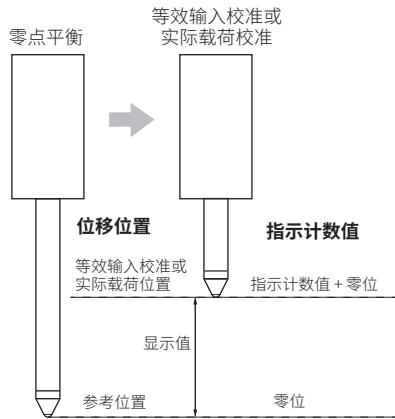 零点平衡
等效输入校准或
实际载荷校准
位移位置
指示计数值
等效输入校准或
实际载荷位置
指示计数值 + 零位
显示值
参考位置
零位